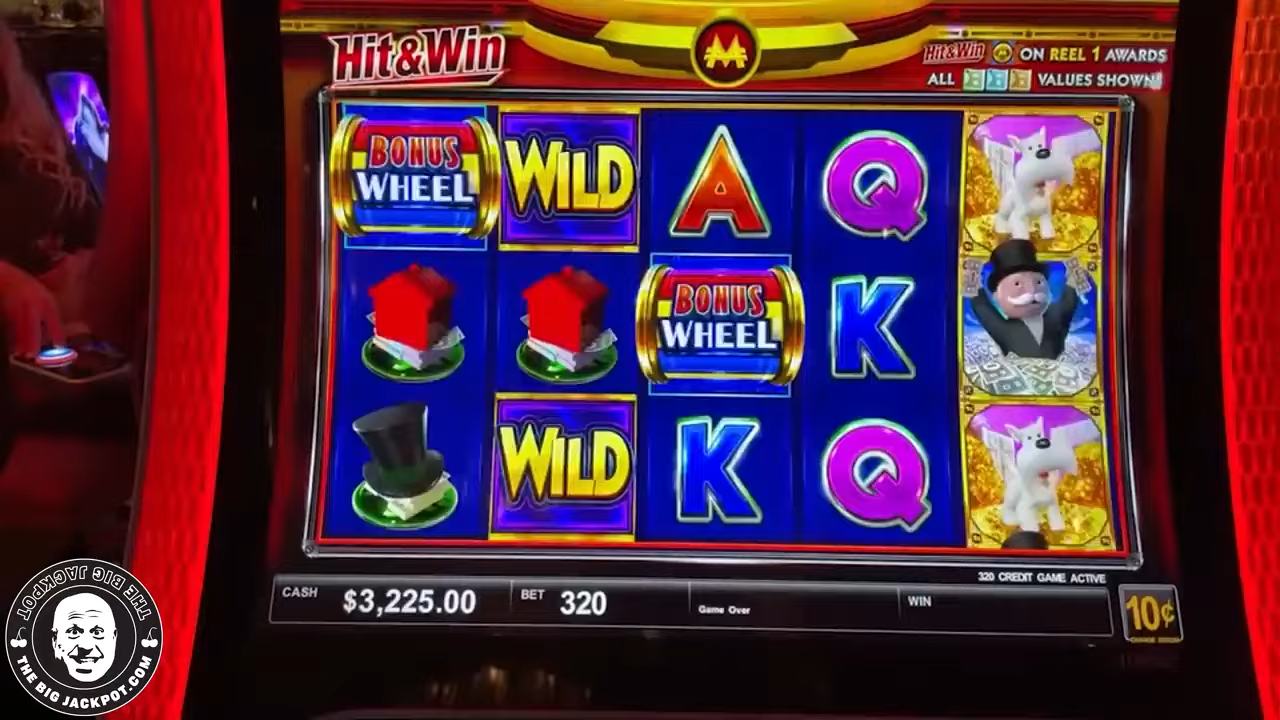 Hit&Win
Hit&Win ON REEL 1 AWARDS
ALL VALUES SHOWN!
BONUS
WHEEL
WILD
A
Q
BONUS
WHEEL
K
WILD
K
Q
320 CREDIT GAME ACTIVE
CASH $3,225.00 BET 320 Game Over WIN 10¢
THE BIG JACKPOT
THE BIG JACKPOT.COM